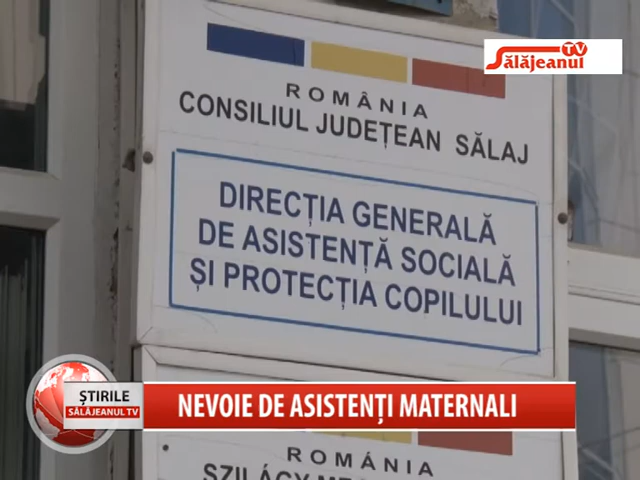 Sălăjeanul TV
ROMÂNIA
CONSILIUL JUDEȚEAN SĂLAJ
DIRECȚIA GENERALĂ
DE ASISTENȚĂ SOCIALĂ
ȘI PROTECȚIA COPILULUI
ȘTIRILE
SĂLĂJEANUL TV
NEVOIE DE ASISTENȚI MATERNALI
ROMÂNIA
SZILÁGY